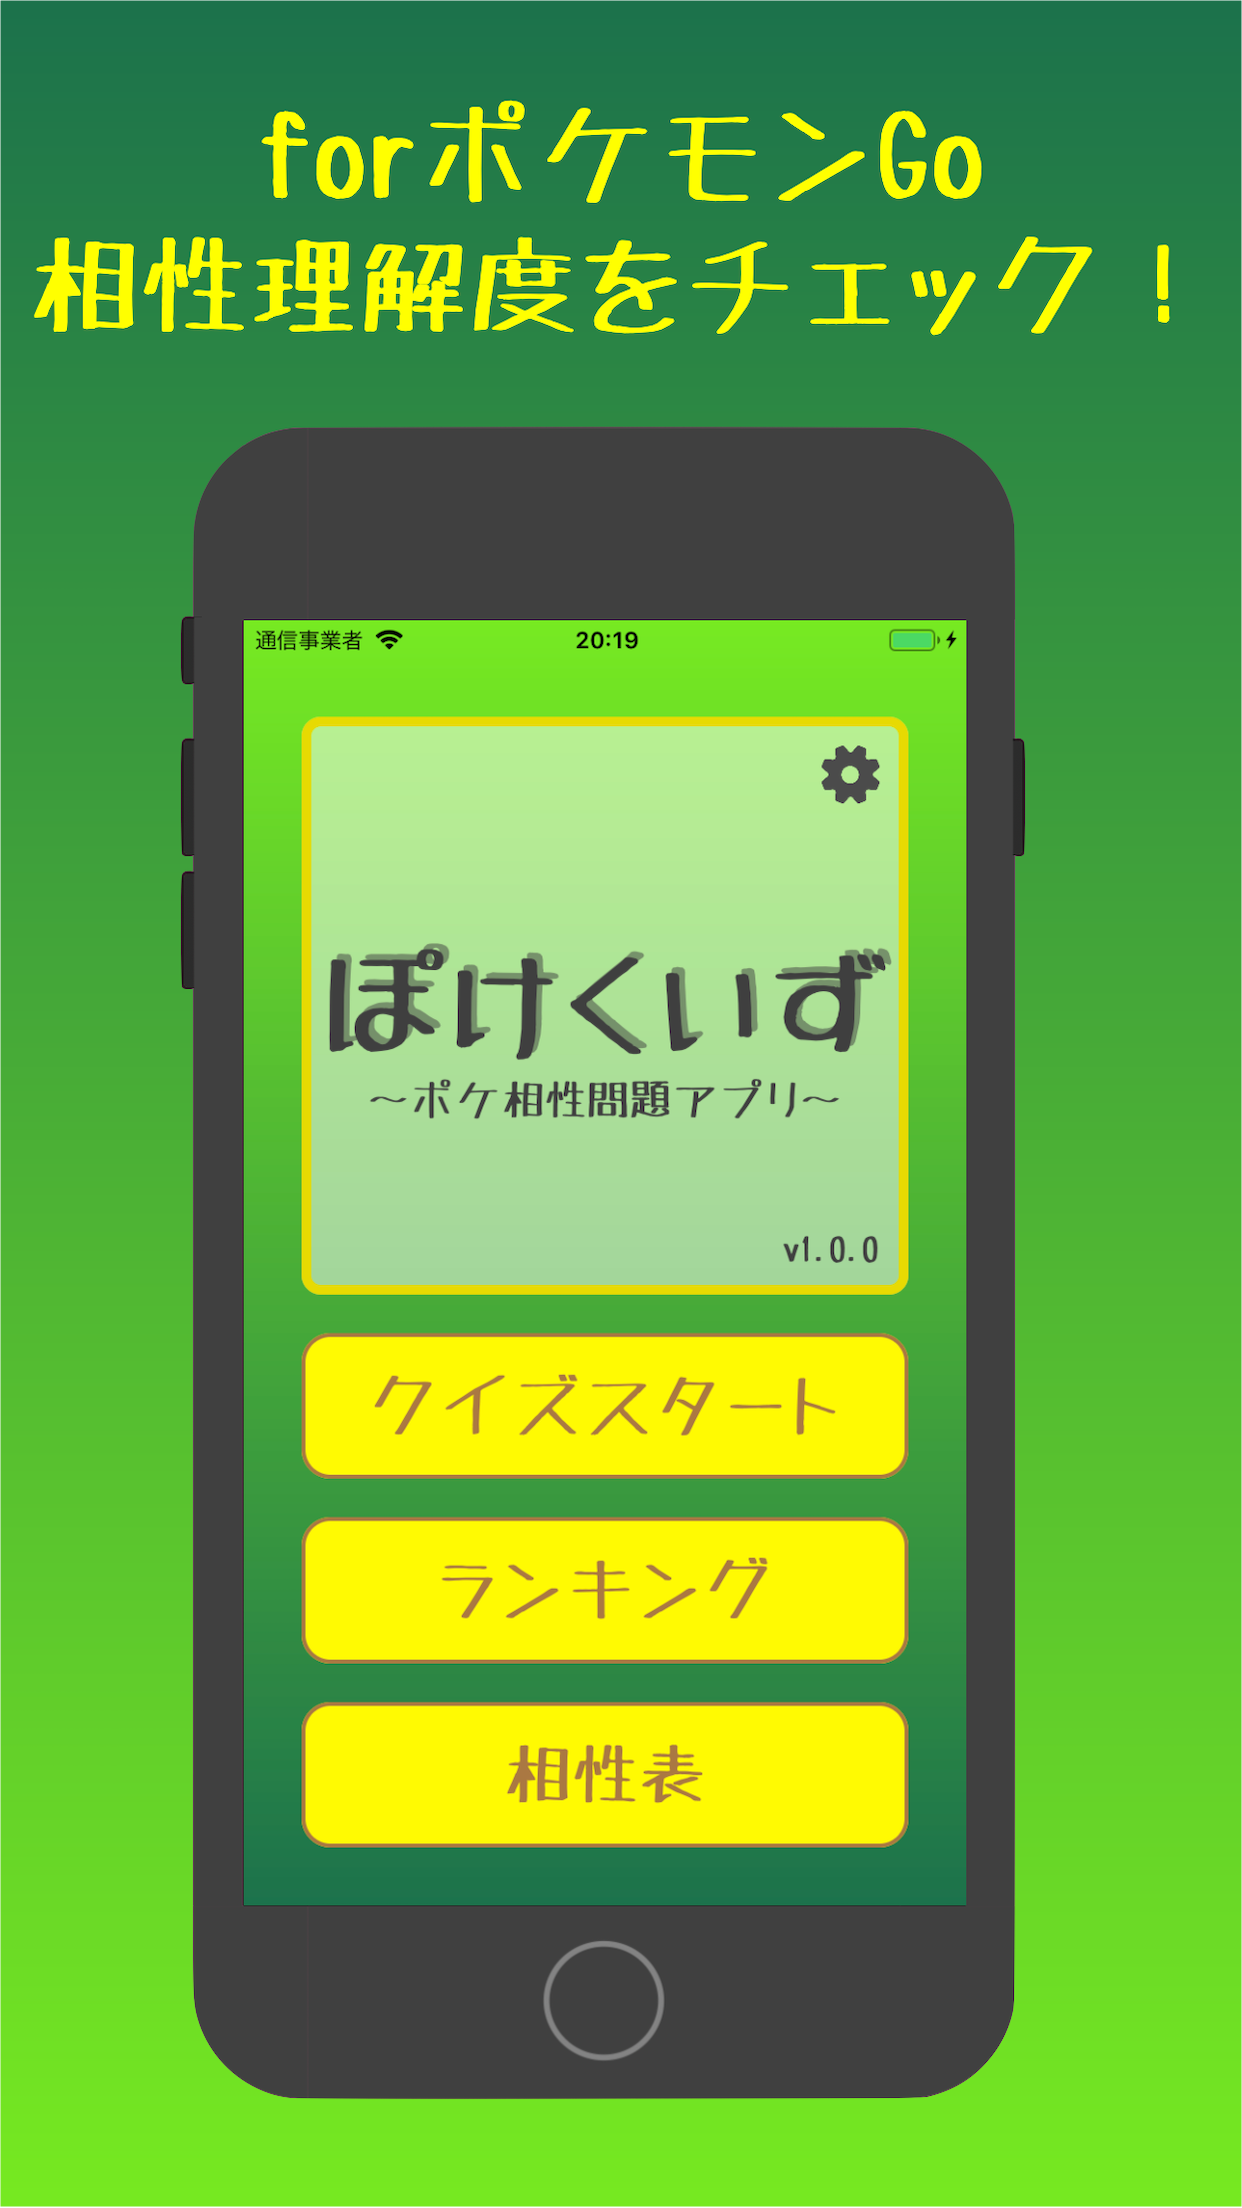 forポケモンGo
相性理解度をチェック！
通信事業者 20:19
ぽけくいず
～ポケ相性問題アプリ～
v1.0.0
クイズスタート
ランキング
相性表